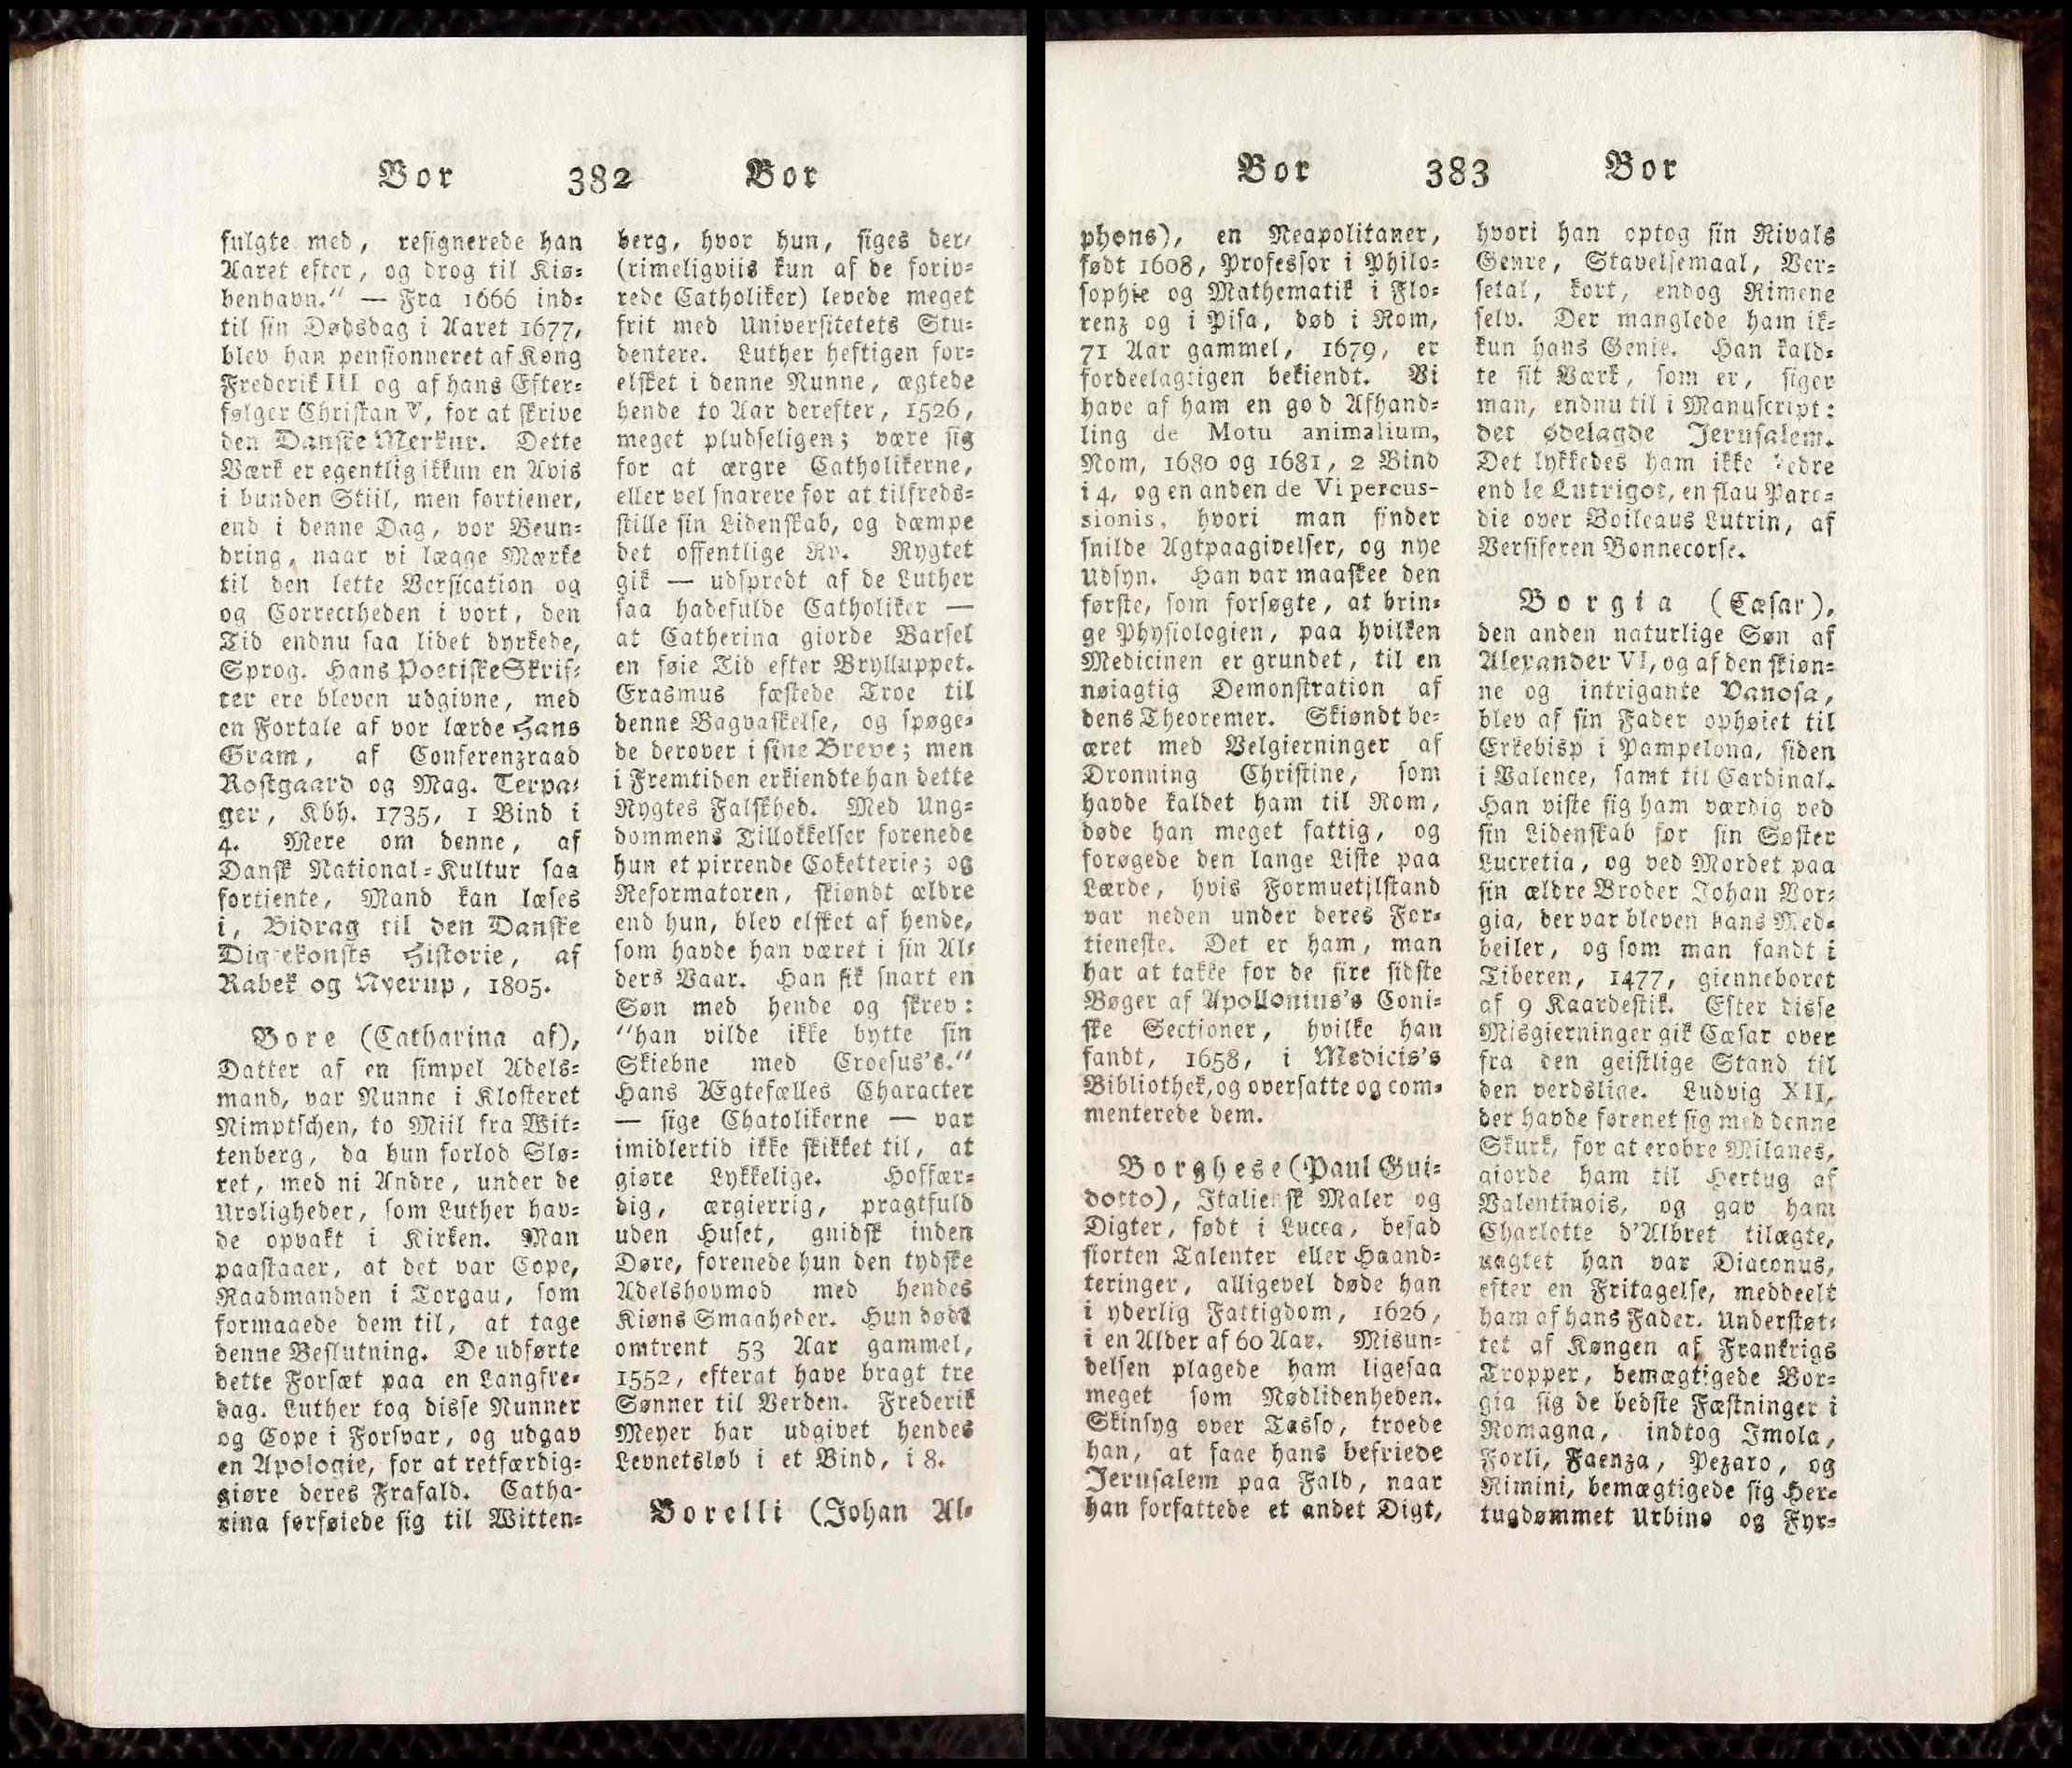 Bor 382 Bor
fulgte med, resignerede han
Aaret efter, og drog til Kiø-
benhavn." — Fra 1666 ind-
til sin Dødsdag i Aaret 1677,
blev han pensionneret af Køng
Frederik III og af hans Efter-
følger Christan V, for at skrive
den Danske Merkur. Dette
Værk er egentlig ikkun en Avis
i bunden Stiil, men fortiener,
end i denne Dag, vor Beun-
dring, naar vi lægge Mærke
til den lette Versication og
og Correctheden i vort, den
Tid endnu saa lidet dyrkede,
Sprog. Hans Poetiske Skrif-
ter ere bleven udgivne, med
en Fortale af vor lærde Hans
Gram, af Conferenzraad
Rostgaard og Mag. Terpa-
ger, Kbh. 1735, 1 Bind i
4. Mere om denne, af
Dansk National-Kultur saa
fortiente, Mand kan læses
i, Bidrag til den Danske
Digtekonsts Historie, af
Rabek og Nyerup, 1805.
Bore (Catharina af),
Datter af en simpel Adels-
mand, var Nunne i Klosteret
Nimptschen, to Miil fra Wit-
tenberg, da hun forlod Slø-
ret, med ni Andre, under de
Uroligheder, som Luther hav-
de opvakt i Kirken. Man
paastaaer, at det var Cope,
Raadmanden i Torgau, som
formaaede dem til, at tage
denne Beslutning. De udførte
dette Forsæt paa en Langfre-
dag. Luther tog disse Nunner
og Cope i Forsvar, og udgav
en Apologie, for at retfærdig-
giøre deres Frafald. Catha-
rina forføiede sig til Witten-
berg, hvor hun, siges der,
(rimeligviis kun af de foriv-
rede Catholiker) levede meget
frit med Universitetets Stu-
dentere. Luther heftigen for-
elsket i denne Nunne, ægtede
hende to Aar derefter, 1526,
meget pludseligen; være sig
for at ærgre Catholikerne,
eller vel snarere for at tilfreds-
stille sin Lidenskab, og dæmpe
det offentlige Ry. Rygtet
gik — udspredt af de Luther
saa hadefulde Catholiker —
at Catherina giorde Barsel
en føie Tid efter Brylluppet.
Erasmus fæstede Troe til
denne Bagvaskelse, og spøge-
de derover i sine Breve; men
i Fremtiden erkiendte han dette
Rygtes Falskhed. Med Ung-
dommens Tillokkelser forenede
hun et pirrende Coketterie; og
Reformatoren, skiøndt ældre
end hun, blev elsket af hende,
som havde han været i sin Al-
ders Vaar. Han fik snart en
Søn med hende og skrev:
"han vilde ikke bytte sin
Skiebne med Croesus's."
Hans Ægtefælles Character
— sige Chatolikerne — var
imidlertid ikke skikket til, at
giøre Lykkelige. Hoffær-
dig, ærgierrig, pragtfuld
uden Huset, gnidsk inden
Døre, forenede hun den tydske
Adelshovmod med hendes
Kiøns Smaaheder. Hun døde
omtrent 53 Aar gammel,
1552, efterat have bragt tre
Sønner til Verden. Frederik
Meyer har udgivet hendes
Levnetsløb i et Bind, i 8.
Borelli (Johan Al-
Bor 383 Bor
phons), en Neapolitaner,
født 1608, Professor i Philo-
sophie og Mathematik i Flo-
renz og i Pisa, død i Rom,
71 Aar gammel, 1679, er
fordeelagtigen bekiendt. Vi
have af ham en god Afhand-
ling de Motu animalium,
Rom, 1680 og 1681, 2 Bind
i 4, og en anden de Vi percus-
sionis, hvori man finder
snilde Agtpaagivelser, og nye
Udsyn. Han var maaskee den
første, som forsøgte, at brin-
ge Physiologien, paa hvilken
Medicinen er grundet, til en
nøiagtig Demonstration af
dens Theoremer. Skiøndt be-
æret med Velgierninger af
Dronning Christine, som
havde kaldet ham til Rom,
døde han meget fattig, og
forøgede den lange Liste paa
Lærde, hvis Formuetilstand
var neden under deres For-
tieneste. Det er ham, man
har at takke for de fire sidste
Bøger af Apollonius's Coni-
ske Sectioner, hvilke han
fandt, 1658, i Medicis's
Bibliothek, og oversatte og com-
menterede dem.
Borghese (Paul Gui-
dotto), Italiensk Maler og
Digter, født i Lucca, besad
fiorten Talenter eller Haand-
teringer, alligevel døde han
i yderlig Fattigdom, 1626,
i en Alder af 60 Aar. Misun-
delsen plagede ham ligesaa
meget som Nødlidenheden.
Skinsyg over Tasso, troede
han, at faae hans befriede
Jerusalem paa Fald, naar
han forfattede et andet Digt,
hvori han optog sin Rivals
Genre, Stavelsemaal, Ver-
setal, kort, endog Rimene
selv. Der manglede ham ik-
kun hans Genie. Han kald-
te sit Værk, som er, siger
man, endnu til i Manuscript:
det ødelagde Jerusalem.
Det lykkedes ham ikke bedre
end le Lutrigot, en flau Paro-
die over Boileaus Lutrin, af
Versiferen Bonnecorse.
Borgia (Cæsar),
den anden naturlige Søn af
Alexander VI, og af den skiøn-
ne og intrigante Vanosa,
blev af sin Fader ophøiet til
Erkebisp i Pampelona, siden
i Valence, samt til Cardinal.
Han viste sig ham værdig ved
sin Lidenskab for sin Søster
Lucretia, og ved Mordet paa
sin ældre Broder Johan Bor-
gia, der var bleven hans Med-
beiler, og som man fandt i
Tiberen, 1477, gienneboret
af 9 Kaardestik. Efter disse
Misgierninger gik Cæsar over
fra den geistlige Stand til
den verdslige. Ludvig XII,
der havde forenet sig med denne
Skurk, for at erobre Milanes,
giorde ham til Hertug af
Valentinois, og gav ham
Charlotte d'Albret tilægte,
uagtet han var Diaconus,
efter en Fritagelse, meddeelt
ham af hans Fader. Understøt-
tet af Køngen af Frankrigs
Tropper, bemægtigede Bor-
gia sig de bedste Fæstninger i
Romagna, indtog Imola,
Forli, Faenza, Pezaro, og
Rimini, bemægtigede sig Her-
tugdømmet Urbino og Fyr-